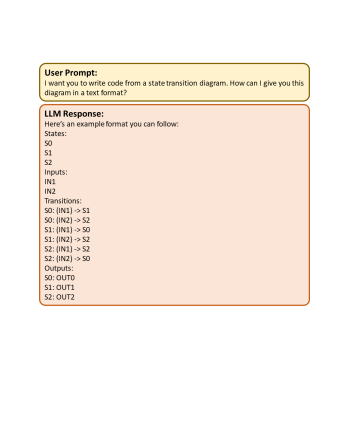 User Prompt:
I want you to write code from a state transition diagram. How can I give you this
diagram in a text format?
LLM Response:
Here's an example format you can follow:
States:
S0
S1
S2
Inputs:
IN1
IN2
Transitions:
S0: (IN1) -> S1
S0: (IN2) -> S2
S1: (IN1) -> S0
S1: (IN2) -> S2
S2: (IN1) -> S2
S2: (IN2) -> S0
Outputs:
S0: OUT0
S1: OUT1
S2: OUT2